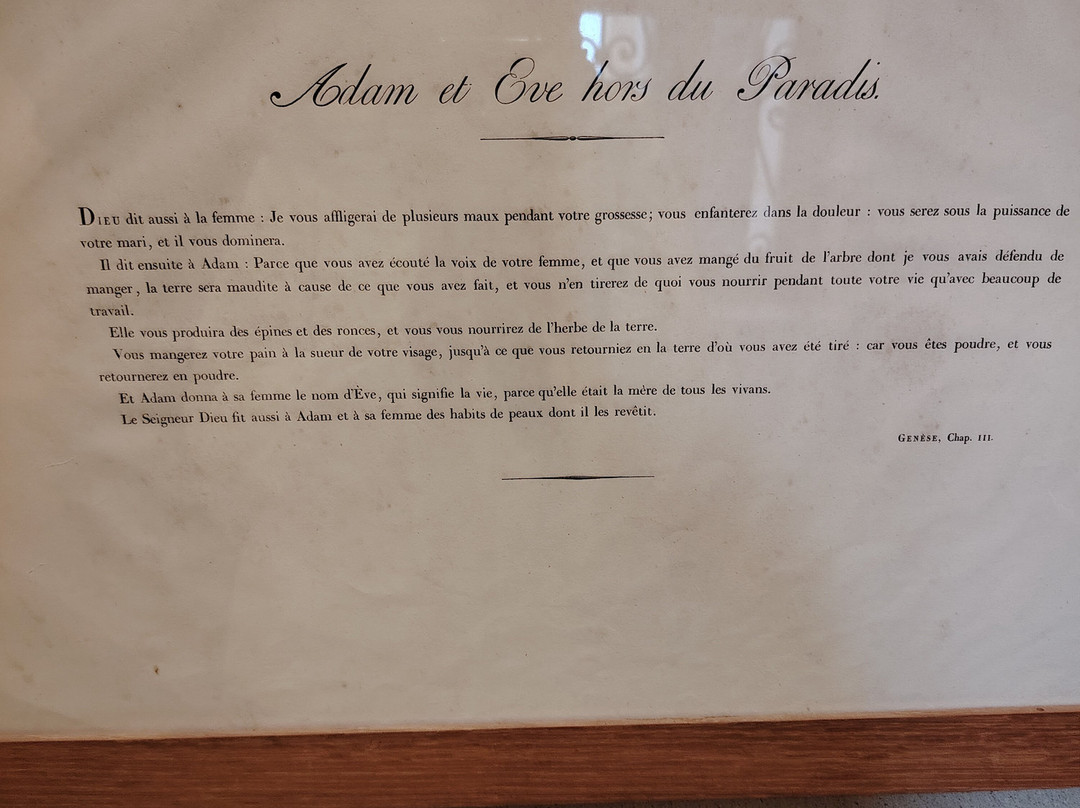 Adam et Eve hors du Paradis.
DIEU dit aussi à la femme : Je vous affligerai de plusieurs maux pendant votre grossesse; vous enfanterez dans la douleur : vous serez sous la puissance de
votre mari, et il vous dominera.
Il dit ensuite à Adam : Parce que vous avez écouté la voix de votre femme, et que vous avez mangé du fruit de l'arbre dont je vous avais défendu de
manger, la terre sera maudite à cause de ce que vous avez fait, et vous n'en tirerez de quoi vous nourrir pendant toute votre vie qu'avec beaucoup de
travail.
Elle vous produira des épines et des ronces, et vous vous nourrirez de l'herbe de la terre.
Vous mangerez votre pain à la sueur de votre visage, jusqu'à ce que vous retourniez en la terre d'où vous avez été tiré : car vous êtes poudre, et vous
retournerez en poudre.
Et Adam donna à sa femme le nom d'Ève, qui signifie la vie, parce qu'elle était la mère de tous les vivans.
Le Seigneur Dieu fit aussi à Adam et à sa femme des habits de peaux dont il les revêtit.
GENÈSE, Chap. III.